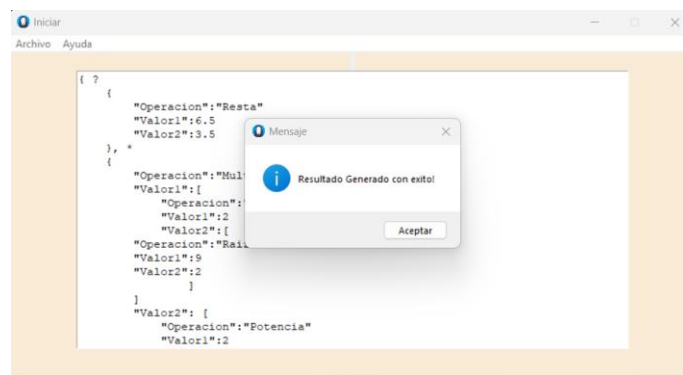 Iniciar
Archivo Ayuda
{ ?
{
"Operacion":"Resta"
"Valor1":6.5
"Valor2":3.5
}, *
{
"Operacion":"Mul
"Valor1":[
"Operacion":
"Valor1":2
"Valor2":[
"Operacion":"Rai
"Valor1":9
"Valor2":2
]
]
"Valor2": [
"Operacion":"Potencia"
"Valor1":2
Mensaje
Resultado Generado con exito!
Aceptar